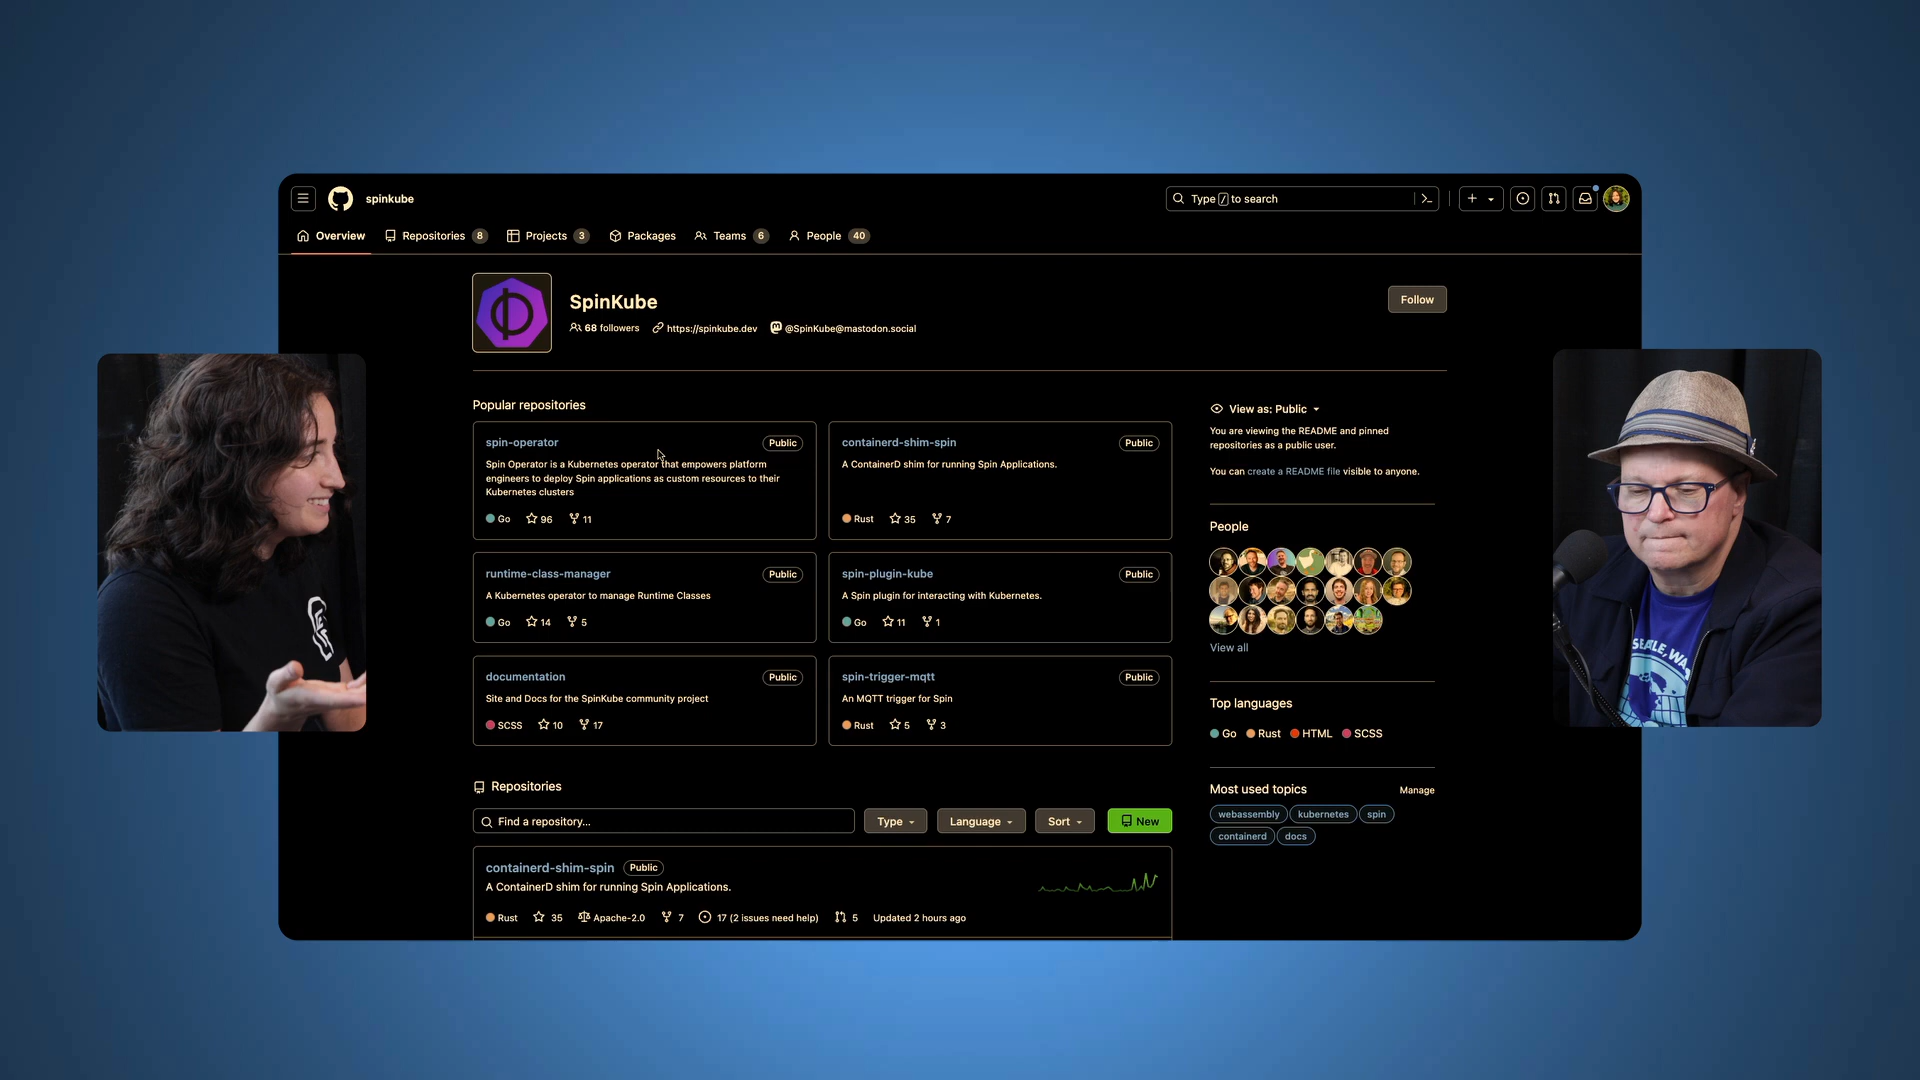 spinkube
Type / to search
Overview
Repositories 8
Projects 3
Packages
Teams 6
People 40
SpinKube
68 followers
https://spinkube.dev
@SpinKube@mastodon.social
Follow
Popular repositories
spin-operator
Public
Spin Operator is a Kubernetes operator that empowers platform
engineers to deploy Spin applications as custom resources to their
Kubernetes clusters
Go 96 11
containerd-shim-spin
Public
A ContainerD shim for running Spin Applications.
Rust 35 7
runtime-class-manager
Public
A Kubernetes operator to manage Runtime Classes
Go 14 5
spin-plugin-kube
Public
A Spin plugin for interacting with Kubernetes.
Go 11 1
documentation
Public
Site and Docs for the SpinKube community project
SCSS 10 17
spin-trigger-mqtt
Public
An MQTT trigger for Spin
Rust 5 3
Repositories
Find a repository...
Type
Language
Sort
New
containerd-shim-spin
Public
A ContainerD shim for running Spin Applications.
Rust 35 Apache-2.0 7 17 (2 issues need help) 5 Updated 2 hours ago
View as: Public
You are viewing the README and pinned
repositories as a public user.
You can create a README file visible to anyone.
People
View all
Top languages
Go Rust HTML SCSS
Most used topics
Manage
webassembly kubernetes spin
containerd docs
SEATTLE, WA